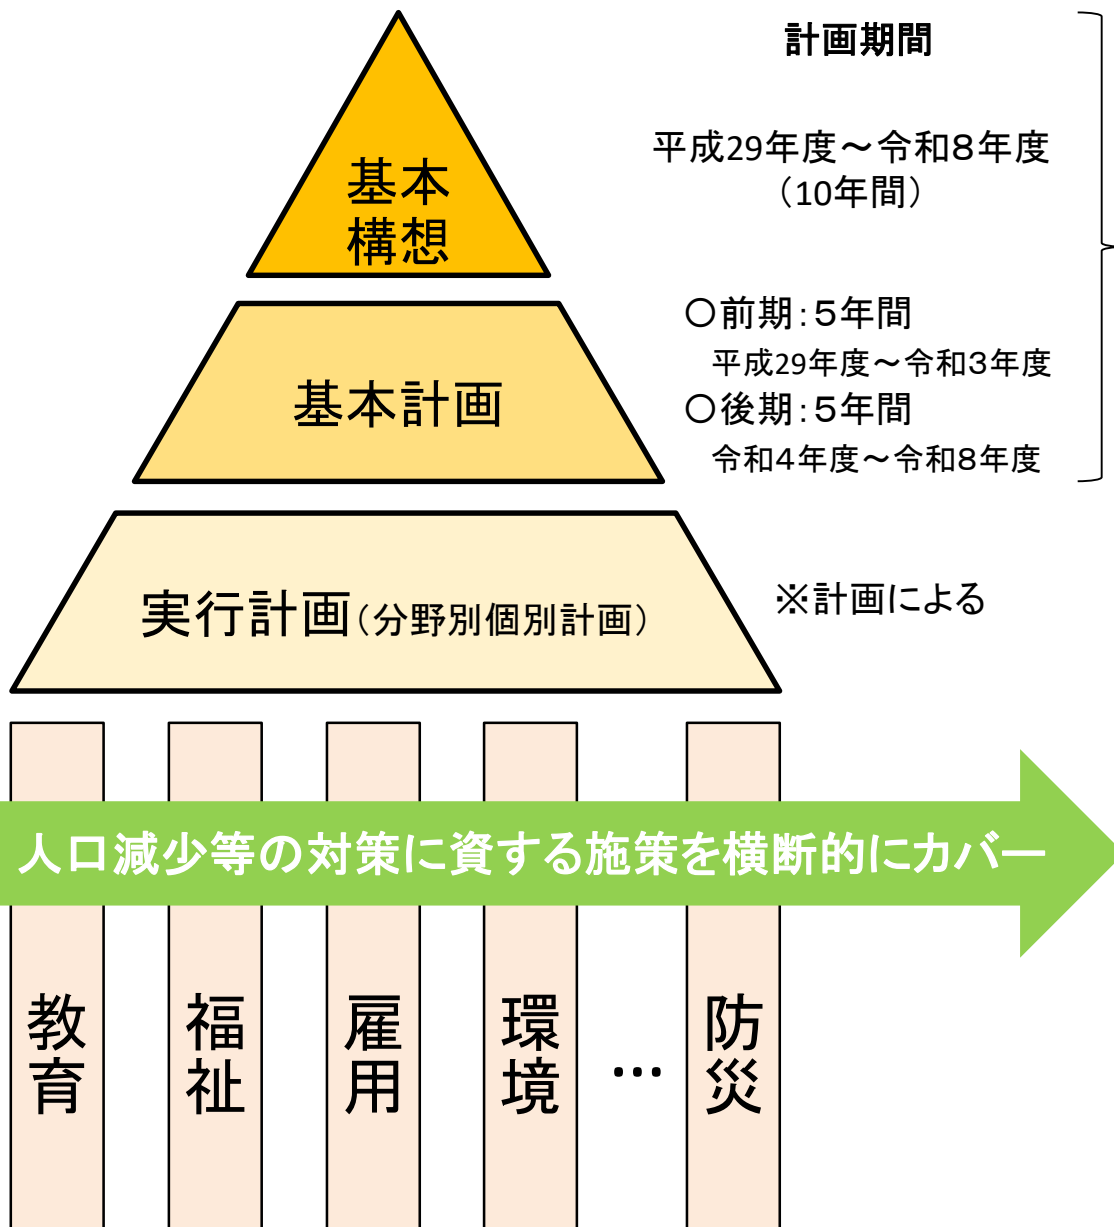 計画期間
基本
構想
平成29年度～令和８年度
（10年間）
基本計画
○前期：５年間
平成29年度～令和３年度
○後期：５年間
令和４年度～令和８年度
実行計画（分野別個別計画）
※計画による
人口減少等の対策に資する施策を横断的にカバー
教育
福祉
雇用
環境
…
防災